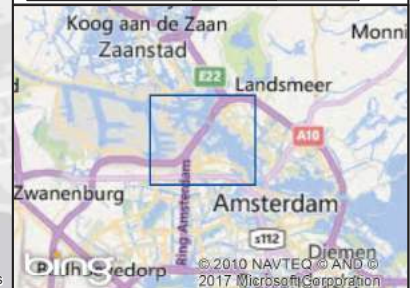 Koog aan de Zaan
Zaanstad
Monni
E22
Landsmeer
A10
Zwanenburg
Ring Amsterdam
Amsterdam
s112
Diemen
bing
© 2010 NAVTEQ © AND ©
2017 Microsoft Corporation
s